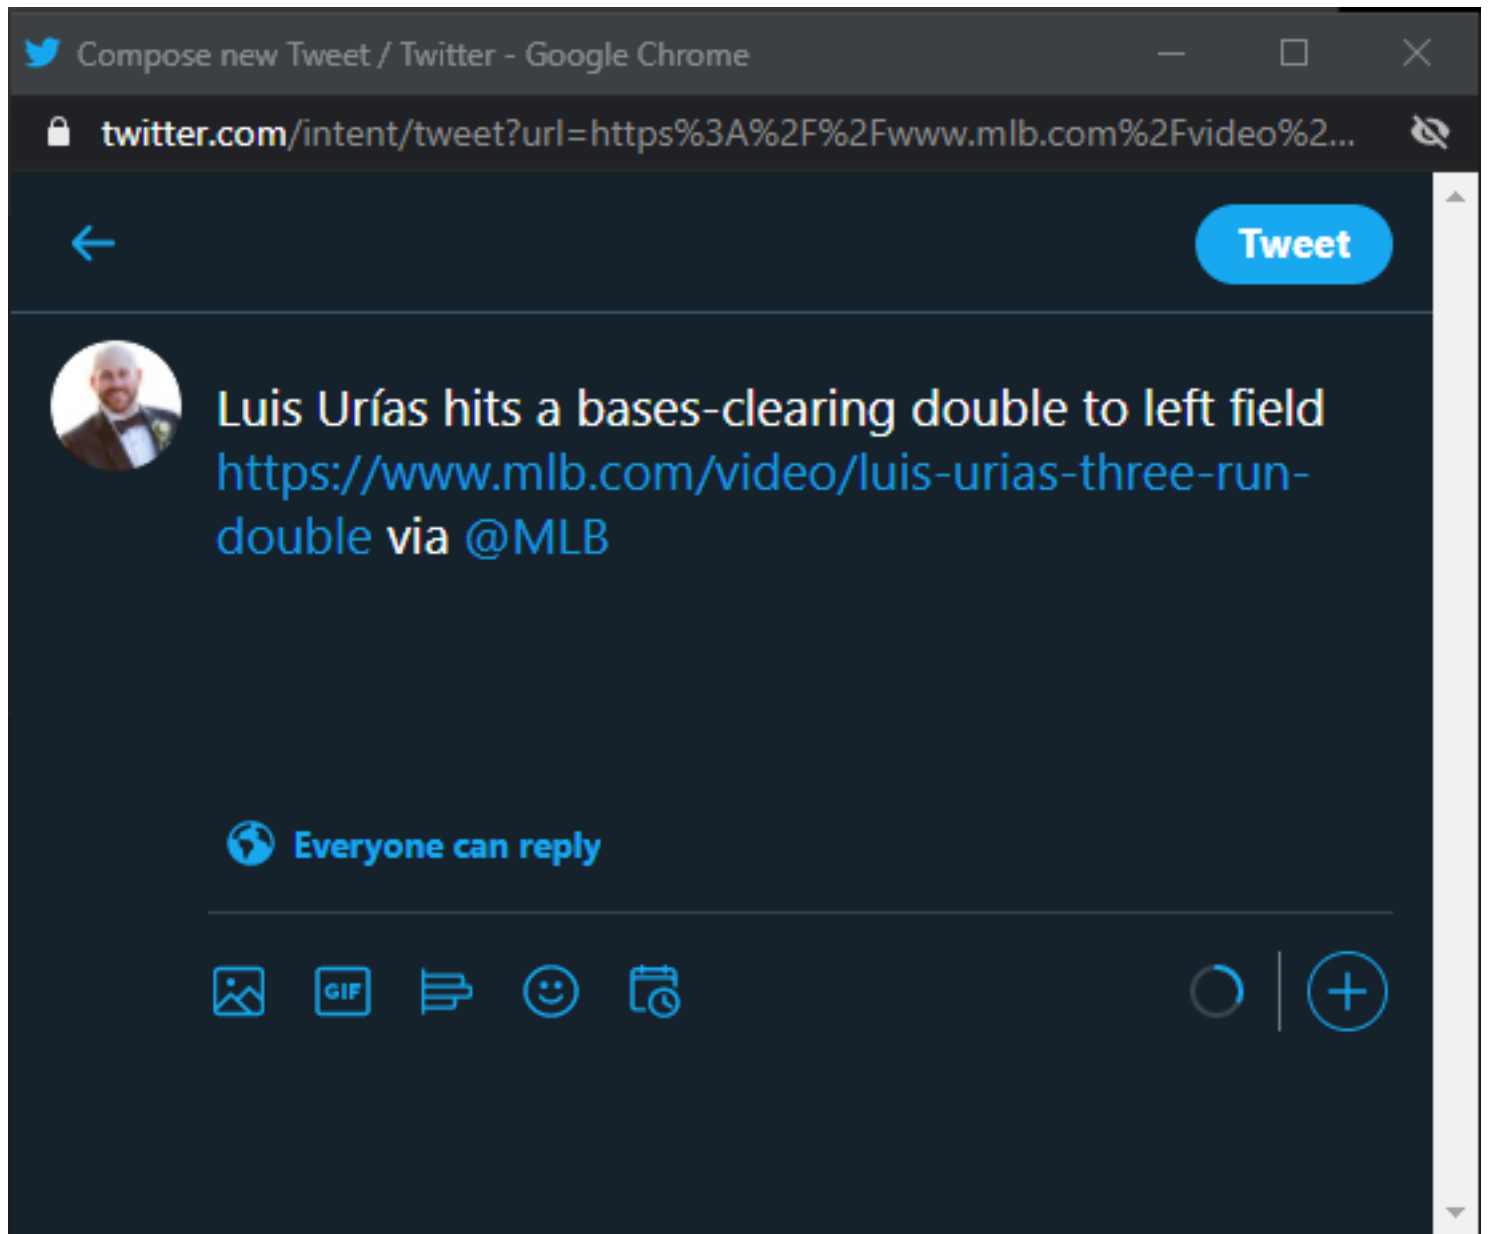 Compose new Tweet / Twitter - Google Chrome
twitter.com/intent/tweet?url=https%3A%2F%2Fwww.mlb.com%2Fvideo%2...
Tweet
Luis Urías hits a bases-clearing double to left field
https://www.mlb.com/video/luis-urias-three-run-
double via @MLB
Everyone can reply
GIF